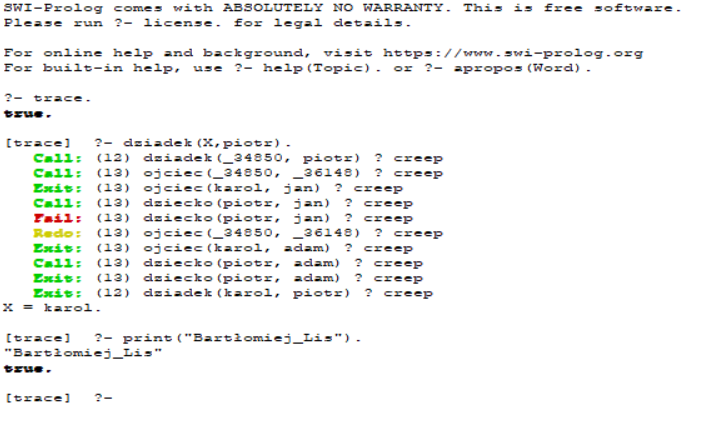 SWI-Prolog comes with ABSOLUTELY NO WARRANTY. This is free software.
Please run ?- license. for legal details.
For online help and background, visit https://www.swi-prolog.org
For built-in help, use ?- help(Topic). or ?- apropos(Word).
?- trace.
true.
[trace]  ?- dziadek(X,piotr).
Call: (12) dziadek(_34850, piotr) ? creep
Call: (13) ojciec(_34850, _36148) ? creep
Exit: (13) ojciec(karol, jan) ? creep
Call: (13) dziecko(piotr, jan) ? creep
Fail: (13) dziecko(piotr, jan) ? creep
Redo: (13) ojciec(_34850, _36148) ? creep
Exit: (13) ojciec(karol, adam) ? creep
Call: (13) dziecko(piotr, adam) ? creep
Exit: (13) dziecko(piotr, adam) ? creep
Exit: (12) dziadek(karol, piotr) ? creep
X = karol.
[trace]  ?- print("Bartłomiej_Lis").
"Bartłomiej_Lis"
true.
[trace]  ?-